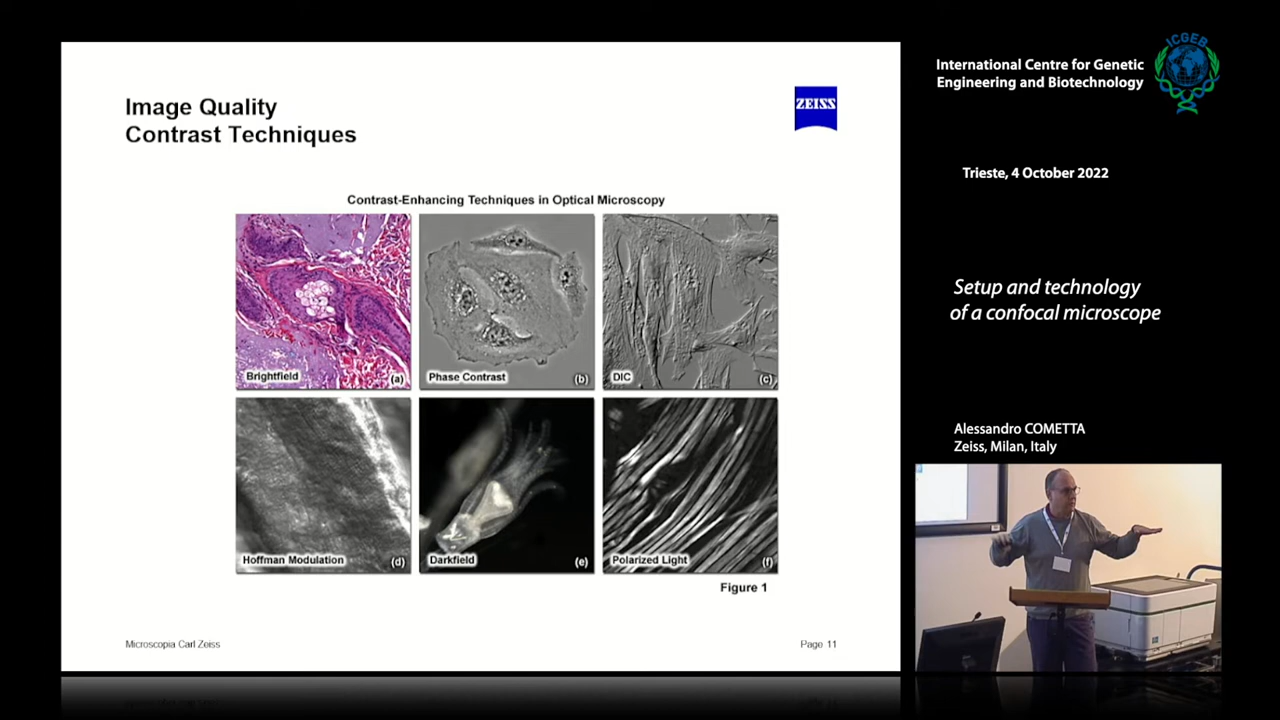 Image Quality
Contrast Techniques
ZEISS
Contrast-Enhancing Techniques in Optical Microscopy
Brightfield
(a)
Phase Contrast
(b)
DIC
(c)
Hoffman Modulation
(d)
Darkfield
(e)
Polarized Light
(f)
Figure 1
Microscopia Carl Zeiss
Page 11
International Centre for Genetic
Engineering and Biotechnology
ICGEB
Trieste, 4 October 2022
Setup and technology
of a confocal microscope
Alessandro COMETTA
Zeiss, Milan, Italy